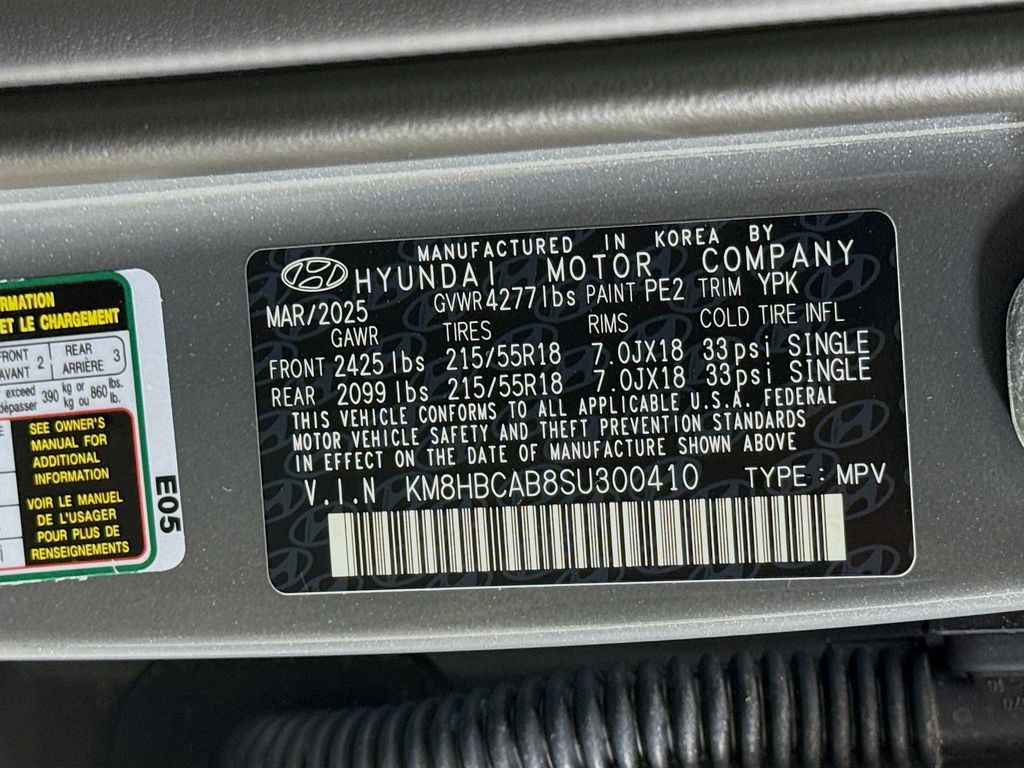 MANUFACTURED IN KOREA BY
HYUNDAI MOTOR COMPANY
MAR/2025 GVWR 4277lbs PAINT PE2 TRIM YPK
GAWR TIRES RIMS COLD TIRE INFL
FRONT 2425 lbs 215/55R18 7.0JX18 33psi SINGLE
REAR 2099 lbs 215/55R18 7.0JX18 33psi SINGLE
THIS VEHICLE CONFORMS TO ALL APPLICABLE U.S.A. FEDERAL
MOTOR VEHICLE SAFETY AND THEFT PREVENTION STANDARDS
IN EFFECT ON THE DATE OF MANUFACTURE SHOWN ABOVE
V.I.N KM8HBCAB8SU300410 TYPE : MPV
ET LE CHARGEMENT
FRONT 2 REAR 3
ARRIÈRE
exceed 390 kg or 860 lbs.
dépasser kg ou lb.
SEE OWNER'S
MANUAL FOR
ADDITIONAL
INFORMATION
VOIR LE MANUEL
DE L'USAGER
POUR PLUS DE
RENSEIGNEMENTS
E05